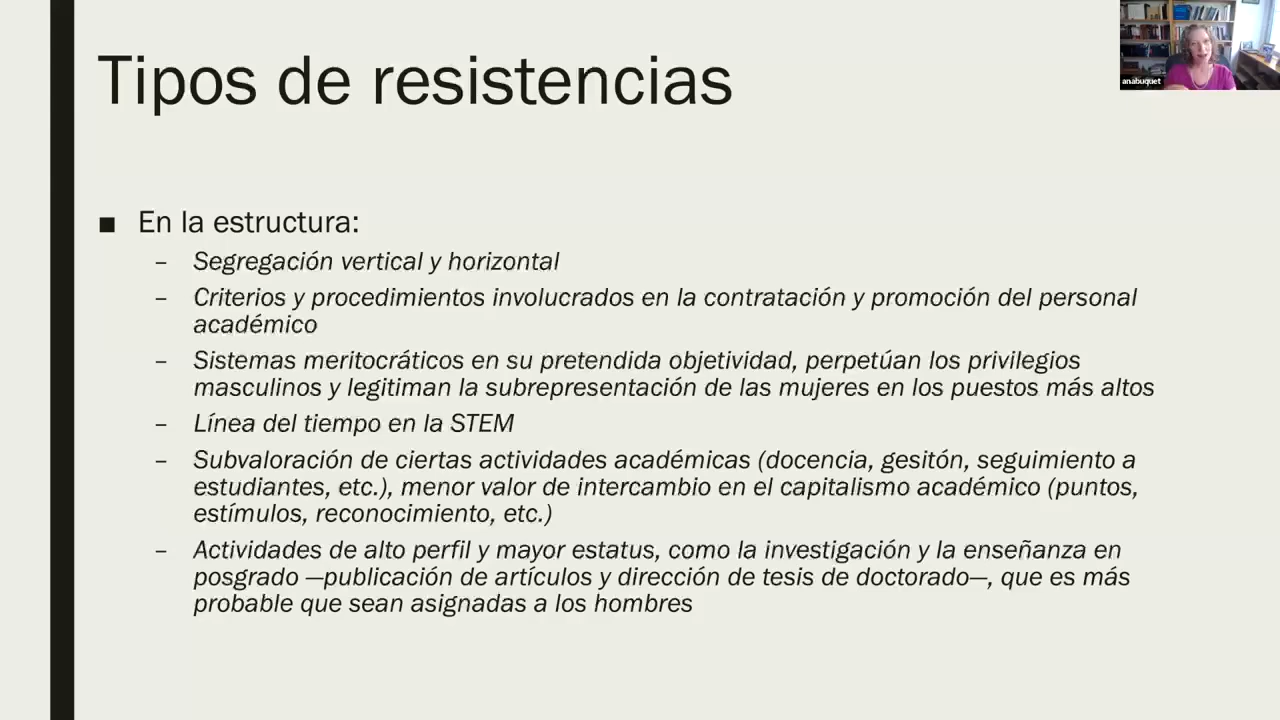 Tipos de resistencias
anabuquet
■ En la estructura:
– Segregación vertical y horizontal
– Criterios y procedimientos involucrados en la contratación y promoción del personal
académico
– Sistemas meritocráticos en su pretendida objetividad, perpetúan los privilegios
masculinos y legitiman la subrepresentación de las mujeres en los puestos más altos
– Línea del tiempo en la STEM
– Subvaloración de ciertas actividades académicas (docencia, gesitón, seguimiento a
estudiantes, etc.), menor valor de intercambio en el capitalismo académico (puntos,
estímulos, reconocimiento, etc.)
– Actividades de alto perfil y mayor estatus, como la investigación y la enseñanza en
posgrado —publicación de artículos y dirección de tesis de doctorado—, que es más
probable que sean asignadas a los hombres